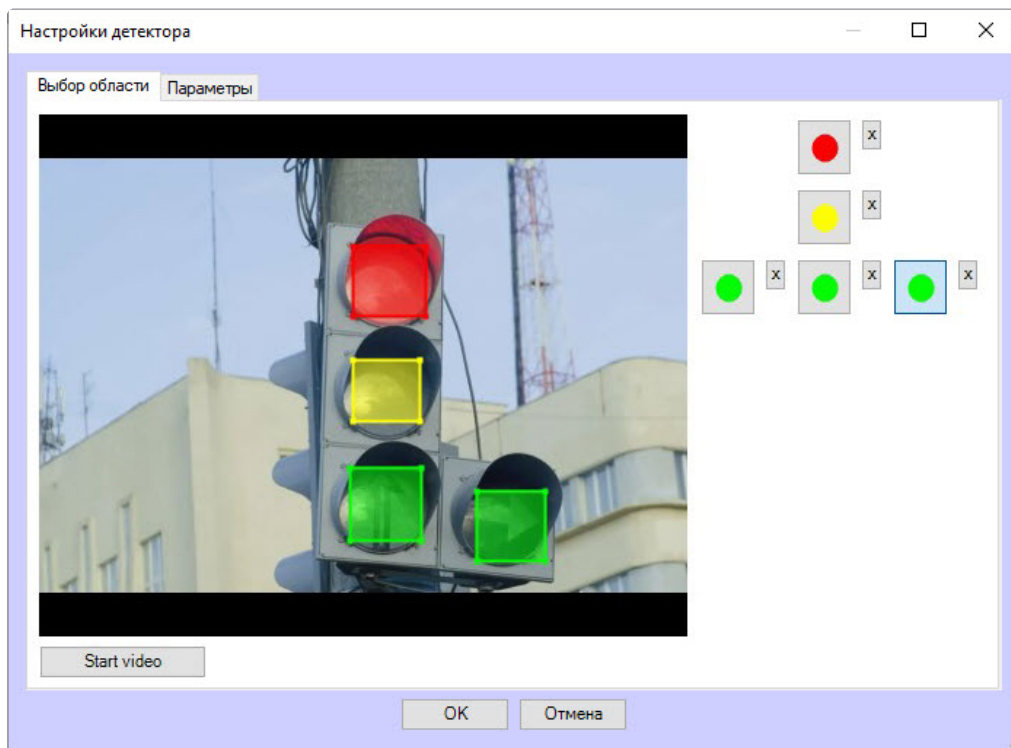 Настройки детектора
Выбор области
Параметры
x
x
x
x
x
Start video
OK
Отмена